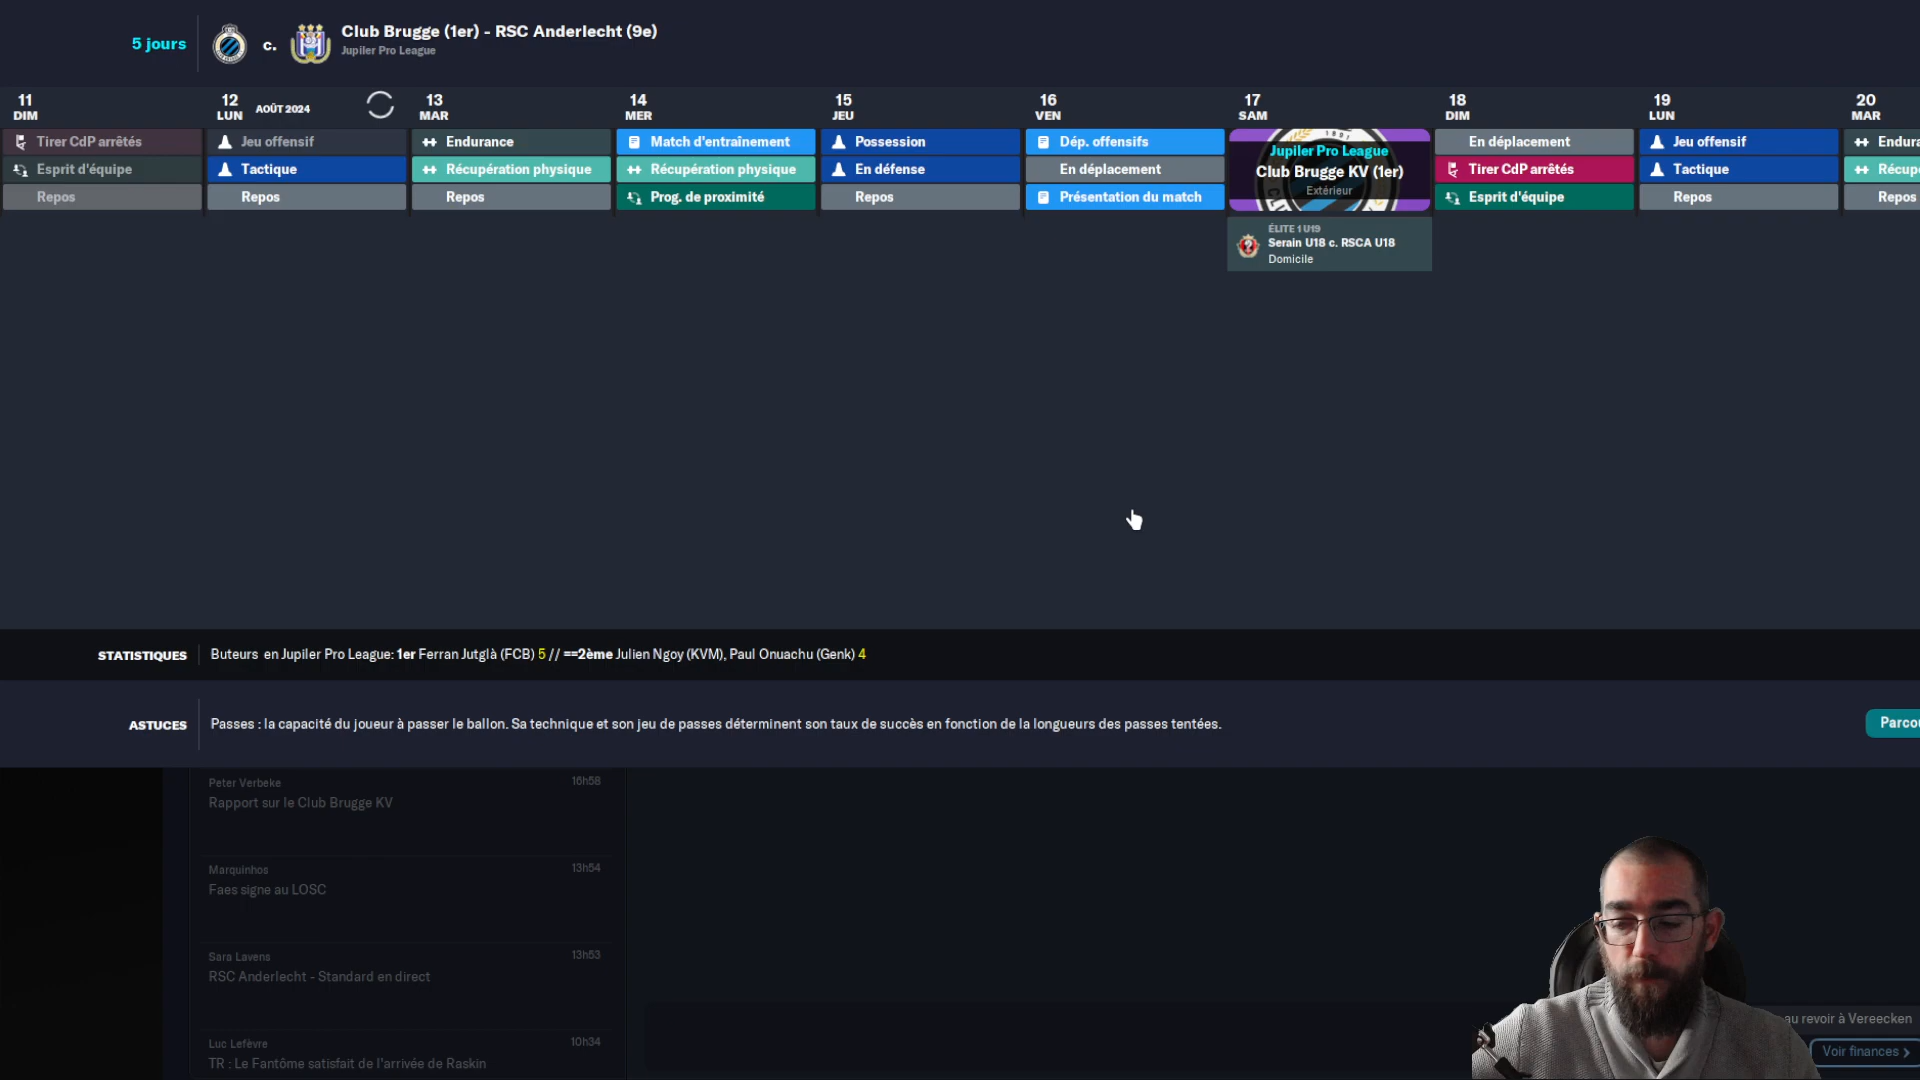 5 jours
c.
Club Brugge (1er) - RSC Anderlecht (9e)
Jupiler Pro League
11
DIM
12
LUN
AOÛT 2024
13
MAR
14
MER
15
JEU
16
VEN
17
SAM
18
DIM
19
LUN
20
MAR
Tirer CdP arrêtés
Esprit d'équipe
Repos
Jeu offensif
Tactique
Repos
Endurance
Récupération physique
Repos
Match d'entraînement
Récupération physique
Prog. de proximité
Possession
En défense
Repos
Dép. offensifs
En déplacement
Présentation du match
Jupiler Pro League
Club Brugge KV (1er)
Extérieur
ÉLITE 1 U19
Serain U18 c. RSCA U18
Domicile
En déplacement
Tirer CdP arrêtés
Esprit d'équipe
Jeu offensif
Tactique
Repos
Endura
Récupe
Repos
STATISTIQUES
Buteurs en Jupiler Pro League: 1er Ferran Jutglà (FCB) 5 // ==2ème Julien Ngoy (KVM), Paul Onuachu (Genk) 4
ASTUCES
Passes : la capacité du joueur à passer le ballon. Sa technique et son jeu de passes déterminent son taux de succès en fonction de la longueurs des passes tentées.
Parcou
Peter Verbeke
16h58
Rapport sur le Club Brugge KV
Marquinhos
13h54
Faes signe au LOSC
Sara Lavens
13h53
RSC Anderlecht - Standard en direct
Luc Lefèvre
10h34
TR : Le Fantôme satisfait de l'arrivée de Raskin
au revoir à Vereecken
Voir finances